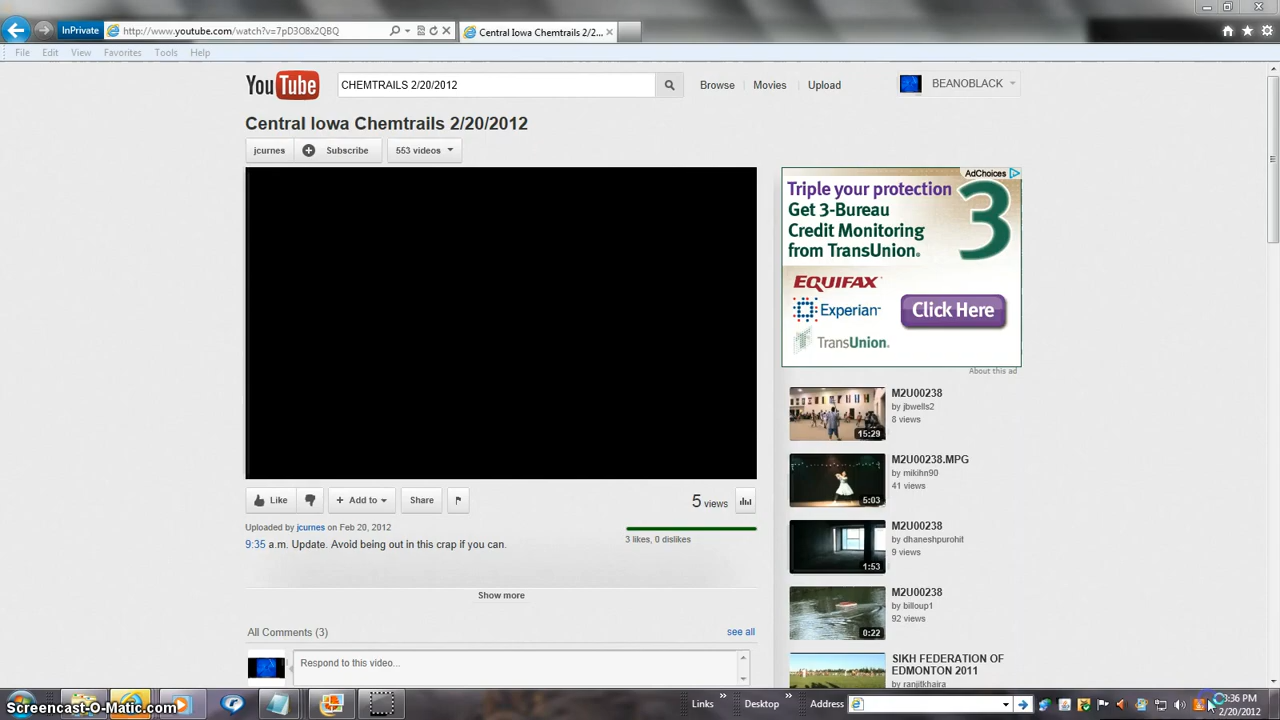 InPrivate
http://www.youtube.com/watch?v=7pD3O8x2QBQ
Central Iowa Chemtrails 2/2...
File Edit View Favorites Tools Help
YouTube
CHEMTRAILS 2/20/2012
Browse Movies Upload
BEANOBLACK
Central Iowa Chemtrails 2/20/2012
jcurnes Subscribe 553 videos
AdChoices
Triple your protection
Get 3-Bureau
Credit Monitoring
from TransUnion.
3
EQUIFAX
Experian
TransUnion.
Click Here
About this ad
M2U00238
by jbwells2
8 views
15:29
M2U00238.MPG
by mikihn90
41 views
5:03
M2U00238
by dhaneshpurohit
9 views
1:53
M2U00238
by billoup1
92 views
0:22
SIKH FEDERATION OF
EDMONTON 2011
by ranjitkhaira
Like + Add to Share
5 views
Uploaded by jcurnes on Feb 20, 2012
3 likes, 0 dislikes
9:35 a.m. Update. Avoid being out in this crap if you can.
Show more
All Comments (3)
see all
Respond to this video...
Links » Desktop » Address
3:36 PM
2/20/2012
Screencast-O-Matic.com